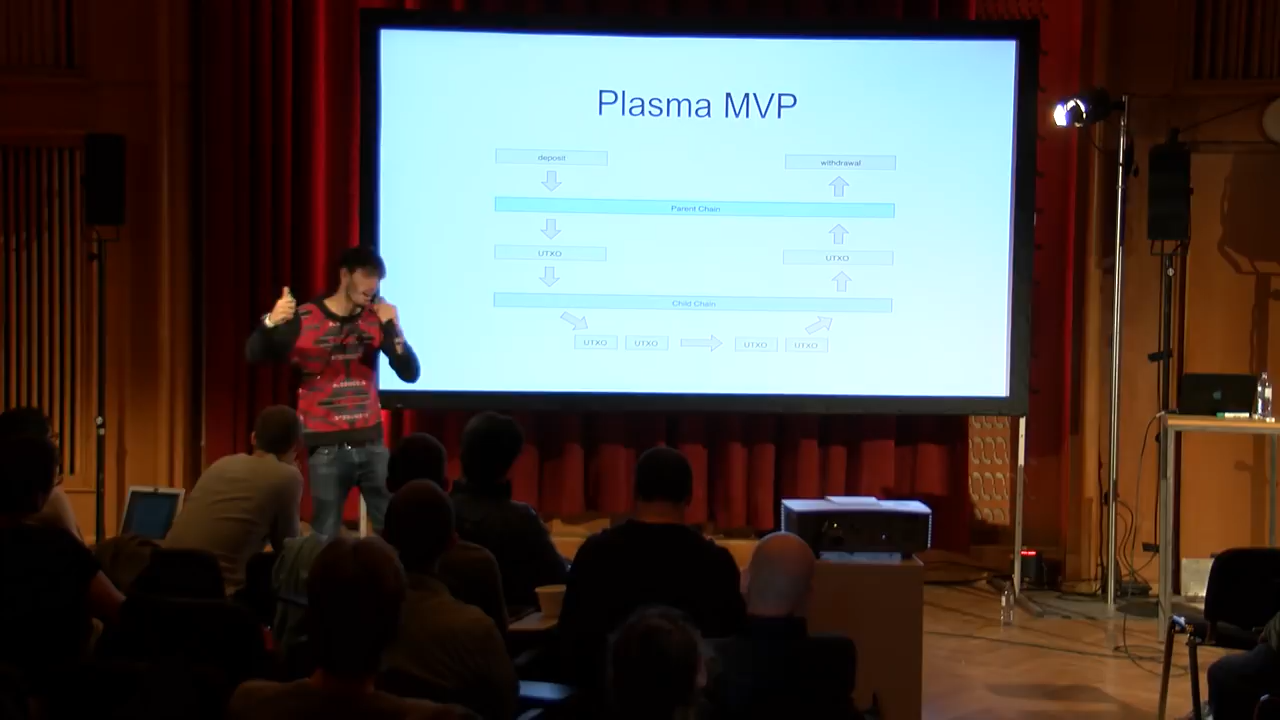 Plasma MVP
deposit
withdrawal
Parent Chain
UTXO
UTXO
Child Chain
UTXO UTXO UTXO UTXO